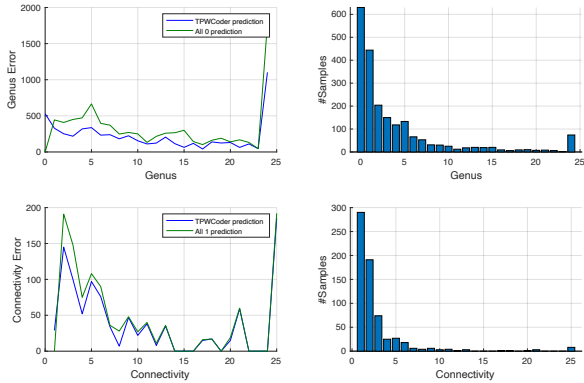 2000
1500
1000
500
0
0 5 10 15 20 25
Genus
Genus Error
TPWCoder prediction
All 0 prediction
600
500
400
300
200
100
0
0 5 10 15 20 25
Genus
#Samples
200
150
100
50
0
0 5 10 15 20 25
Connectivity
Connectivity Error
TPWCoder prediction
All 1 prediction
300
250
200
150
100
50
0
0 5 10 15 20 25
Connectivity
#Samples